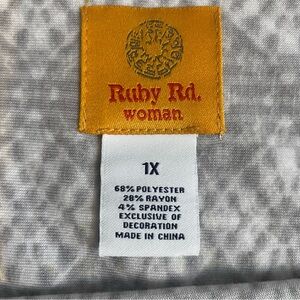 Ruby Rd.
woman
1X
68% POLYESTER
28% RAYON
4% SPANDEX
EXCLUSIVE OF
DECORATION
MADE IN CHINA